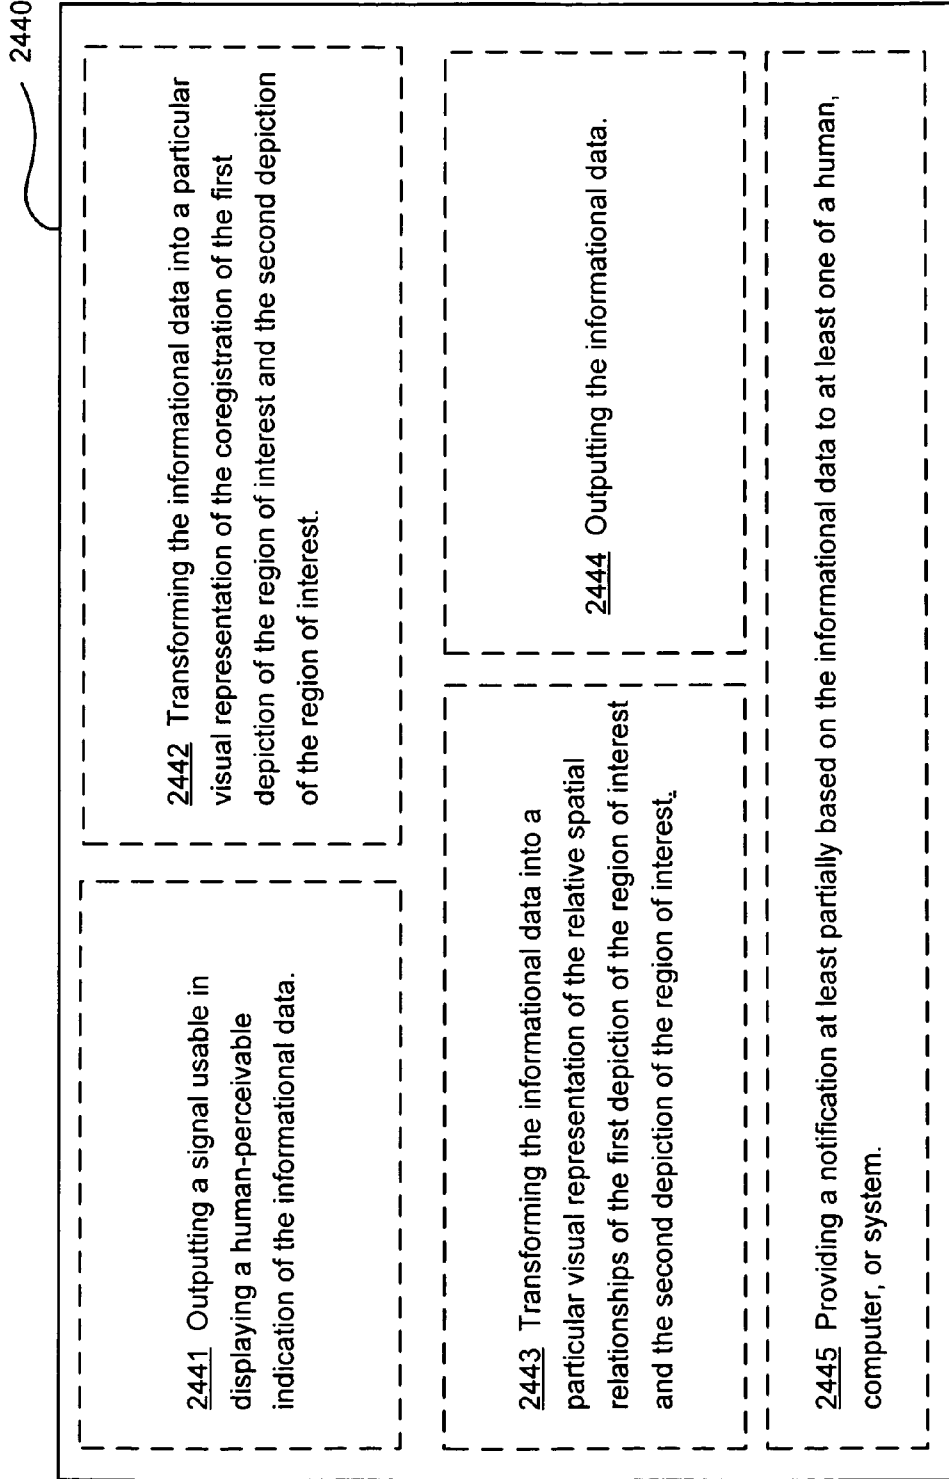 2440
2441 Outputting a signal usable in
displaying a human-perceivable
indication of the informational data.
2442 Transforming the informational data into a particular
visual representation of the coregistration of the first
depiction of the region of interest and the second depiction
of the region of interest.
2443 Transforming the informational data into a
particular visual representation of the relative spatial
relationships of the first depiction of the region of interest
and the second depiction of the region of interest.
2444 Outputting the informational data.
2445 Providing a notification at least partially based on the informational data to at least one of a human,
computer, or system.